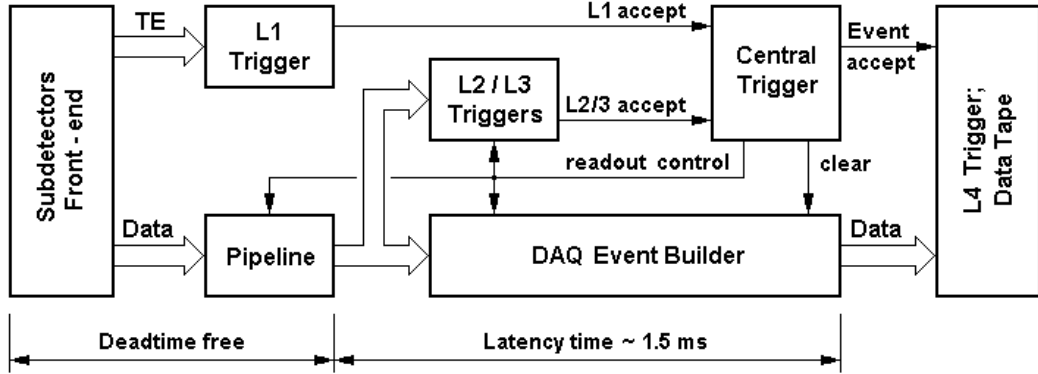 Subdetectors
Front - end
TE
L1
Trigger
L1 accept
Central
Trigger
Event
accept
L4 Trigger;
Data Tape
L2 / L3
Triggers
L2/3 accept
readout control
clear
Data
Pipeline
DAQ Event Builder
Data
Deadtime free
Latency time ~ 1.5 ms